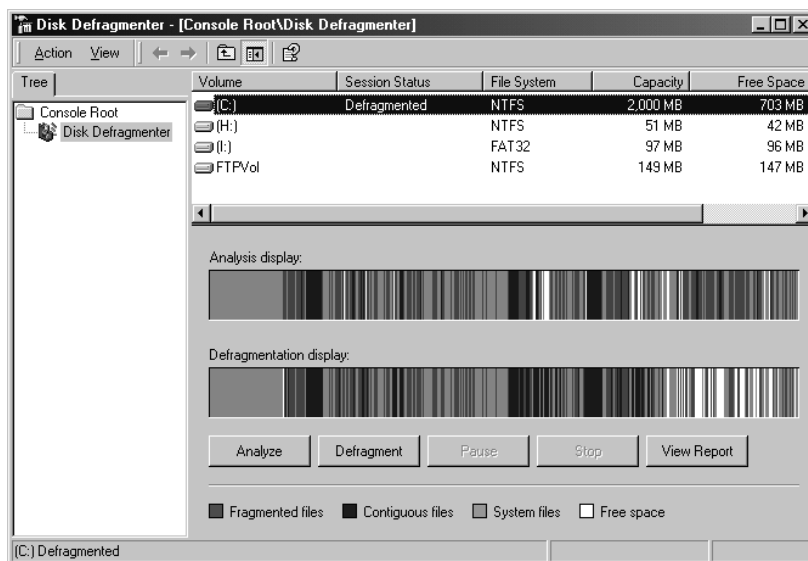 Disk Defragmenter - [Console Root\Disk Defragmenter]
Action View
Tree
Console Root
Disk Defragmenter
Volume Session Status File System Capacity Free Space
(C:) Defragmented NTFS 2,000 MB 703 MB
(H:) NTFS 51 MB 42 MB
(I:) FAT32 97 MB 96 MB
FTPVol NTFS 149 MB 147 MB
Analysis display:
Defragmentation display:
Analyze Defragment Pause Stop View Report
Fragmented files Contiguous files System files Free space
(C:) Defragmented